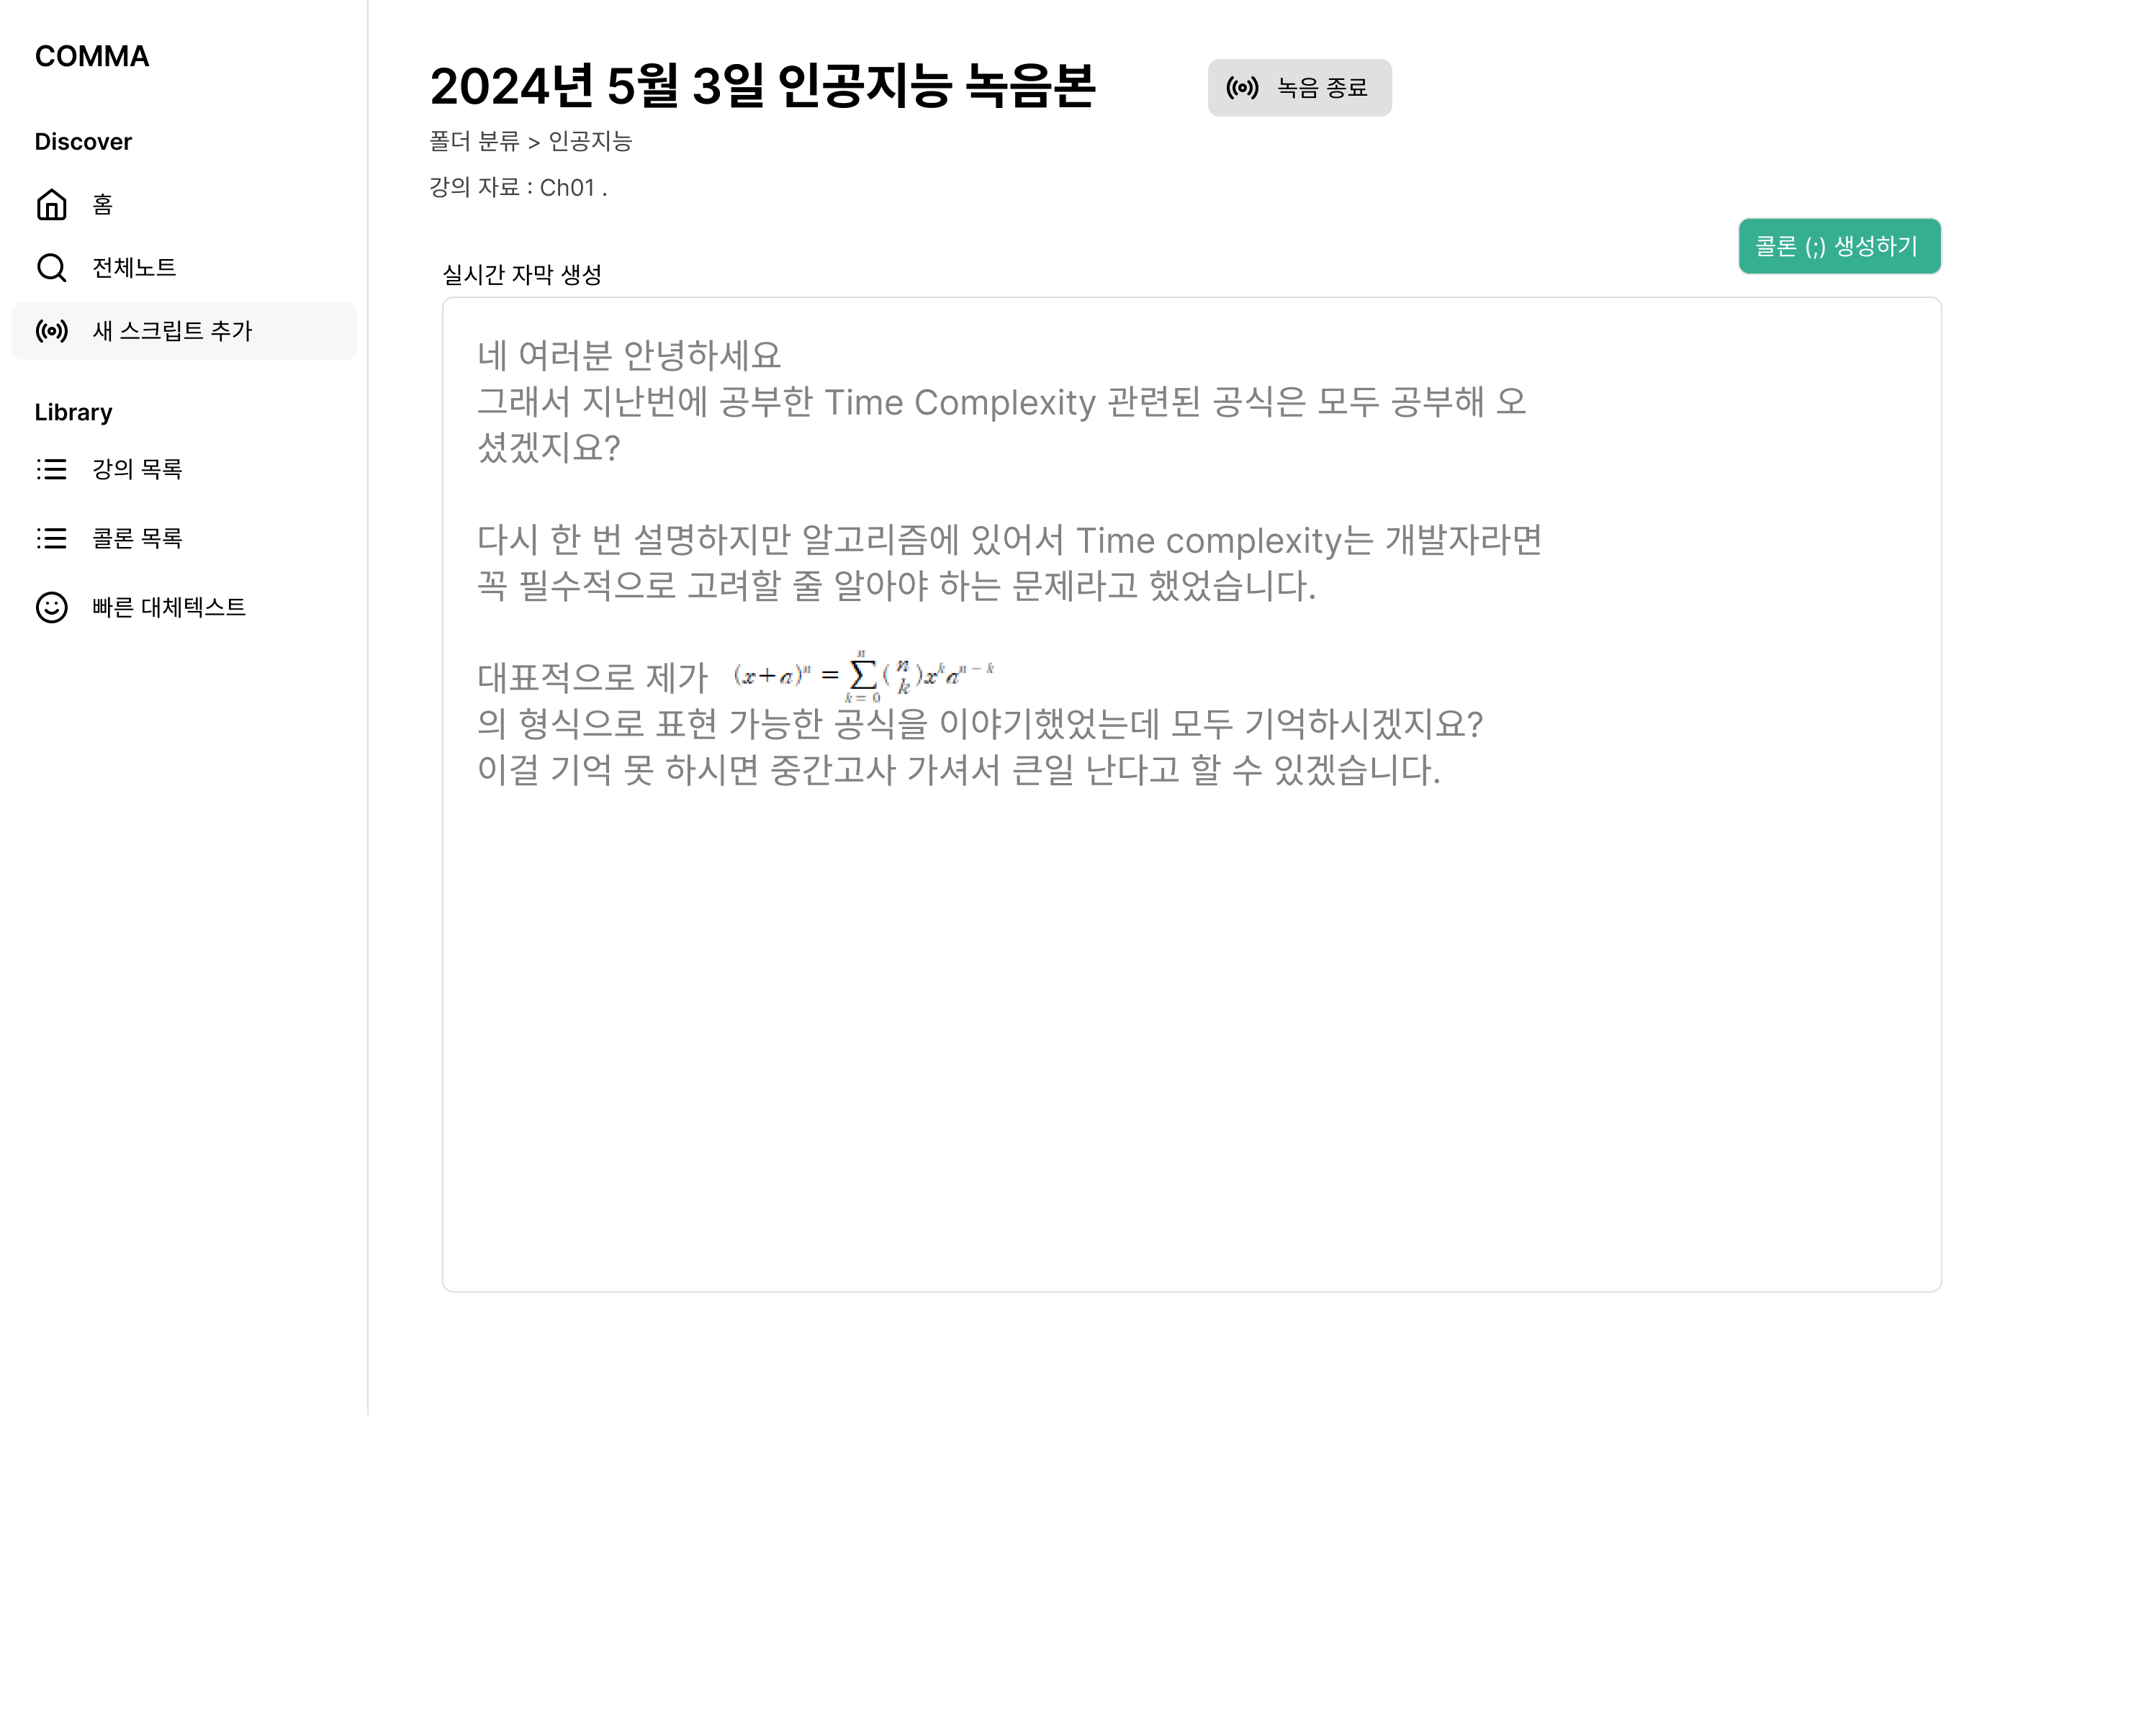 COMMA
Discover
홈
전체노트
새 스크립트 추가
Library
강의 목록
콜론 목록
빠른 대체텍스트
2024년 5월 3일 인공지능 녹음본
녹음 종료
폴더 분류 > 인공지능
강의 자료 : Ch01 .
콜론 (;) 생성하기
실시간 자막 생성
네 여러분 안녕하세요
그래서 지난번에 공부한 Time Complexity 관련된 공식은 모두 공부해 오
셨겠지요?
다시 한 번 설명하지만 알고리즘에 있어서 Time complexity는 개발자라면
꼭 필수적으로 고려할 줄 알아야 하는 문제라고 했었습니다.
대표적으로 제가 (x+a)^n = ∑_{k=0}^{n} (n k) x^k a^{n-k}
의 형식으로 표현 가능한 공식을 이야기했었는데 모두 기억하시겠지요?
이걸 기억 못 하시면 중간고사 가셔서 큰일 난다고 할 수 있겠습니다.